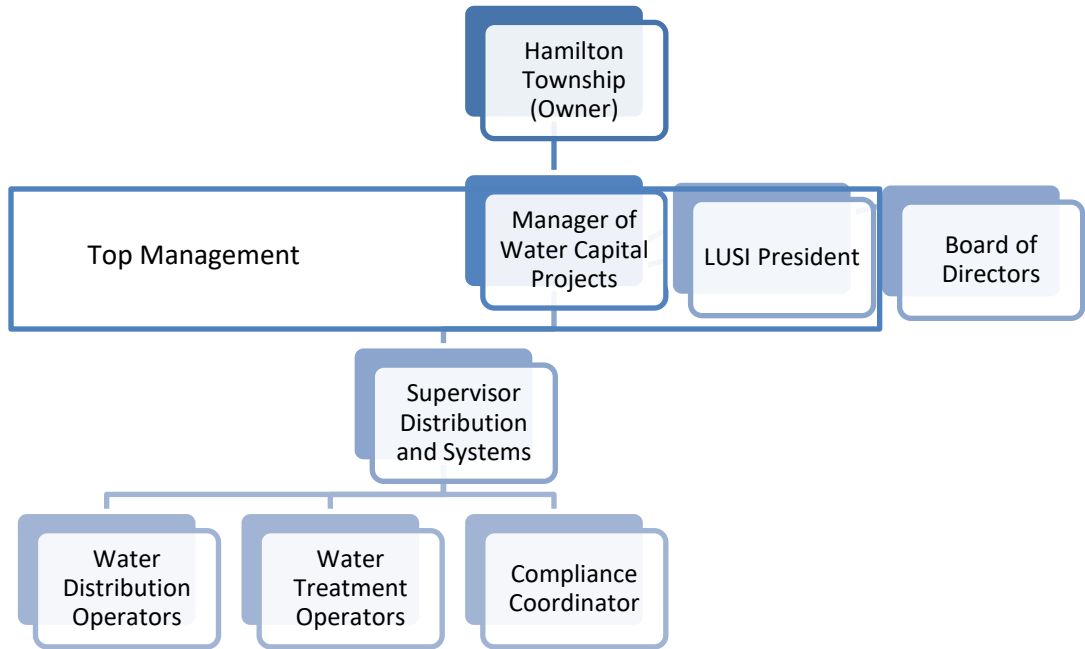 Hamilton
Township
(Owner)
Top Management
Manager of
Water Capital
Projects
LUSI President
Board of
Directors
Supervisor
Distribution
and Systems
Water
Distribution
Operators
Water
Treatment
Operators
Compliance
Coordinator